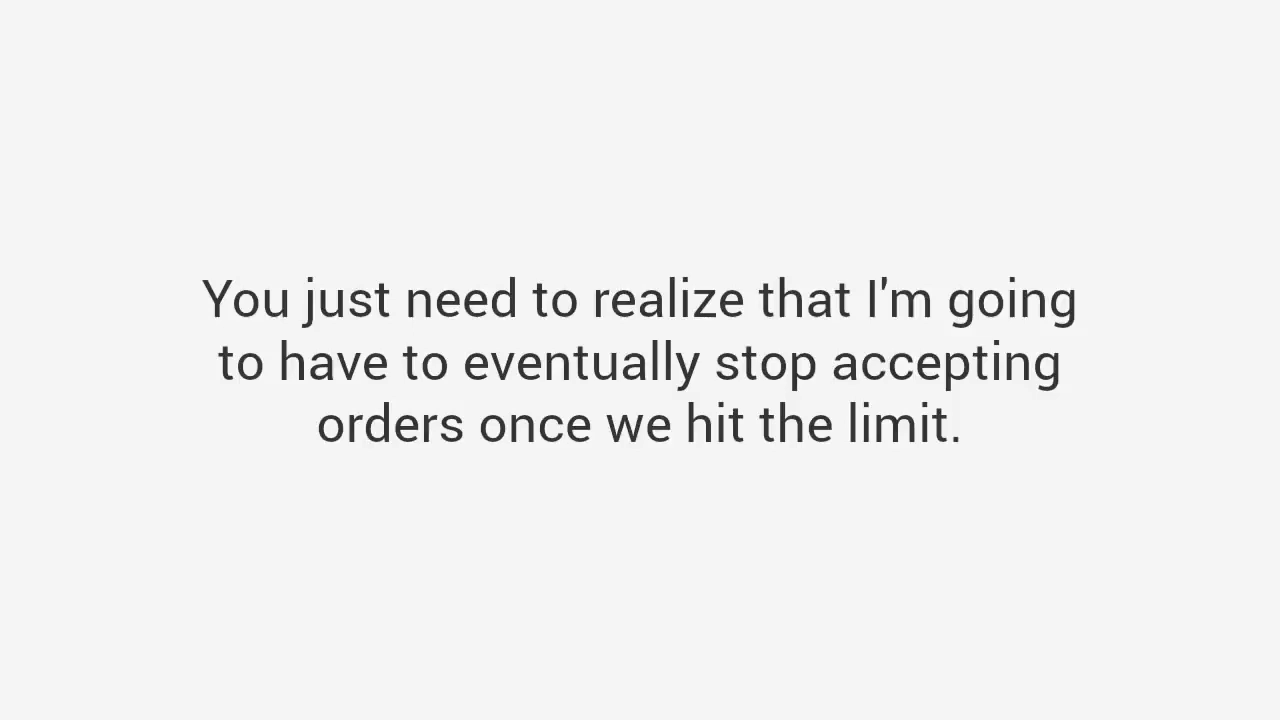 You just need to realize that I'm going
to have to eventually stop accepting
orders once we hit the limit.